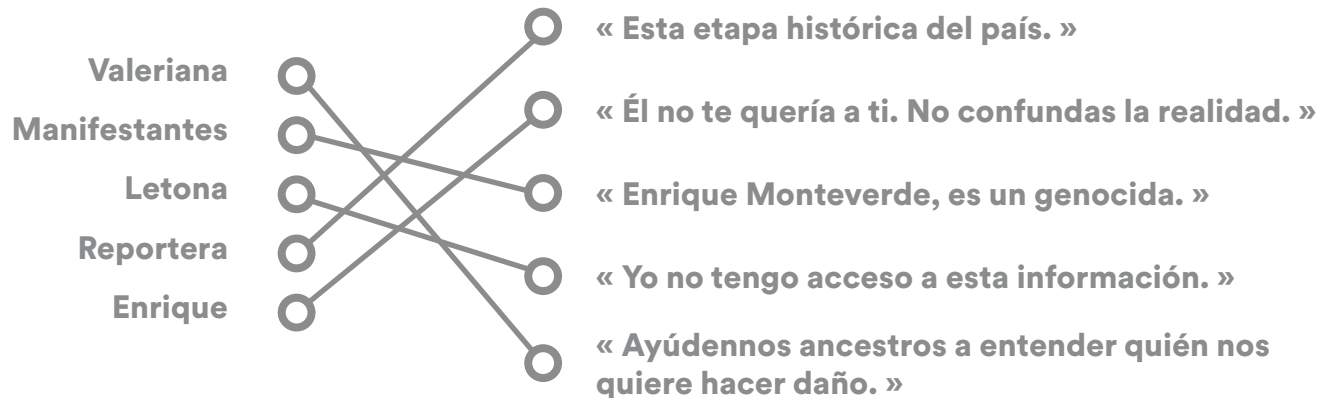 Valeriana
Manifestantes
Letona
Reportera
Enrique
« Esta etapa histórica del país. »
« Él no te quería a ti. No confundas la realidad. »
« Enrique Monteverde, es un genocida. »
« Yo no tengo acceso a esta información. »
« Ayúdennos ancestros a entender quién nos
quiere hacer daño. »